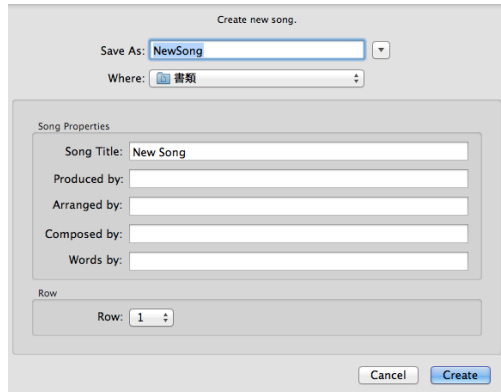 Create new song.
Save As: NewSong
Where: 書類
Song Properties
Song Title: New Song
Produced by:
Arranged by:
Composed by:
Words by:
Row
Row: 1
Cancel Create